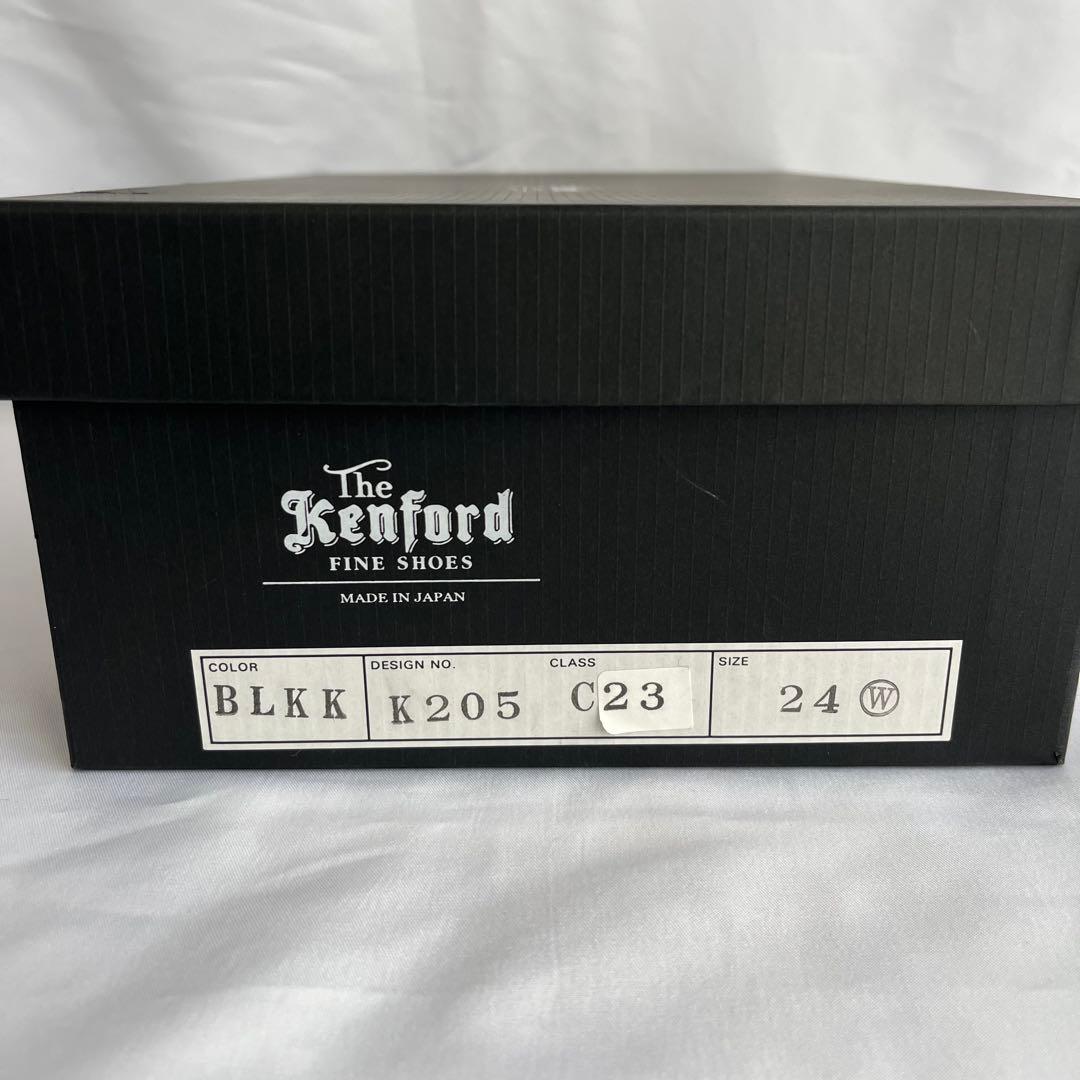 The
Kenford
FINE SHOES
MADE IN JAPAN
COLOR DESIGN NO. CLASS SIZE
BLKK K205 C23 24 Ⓦ